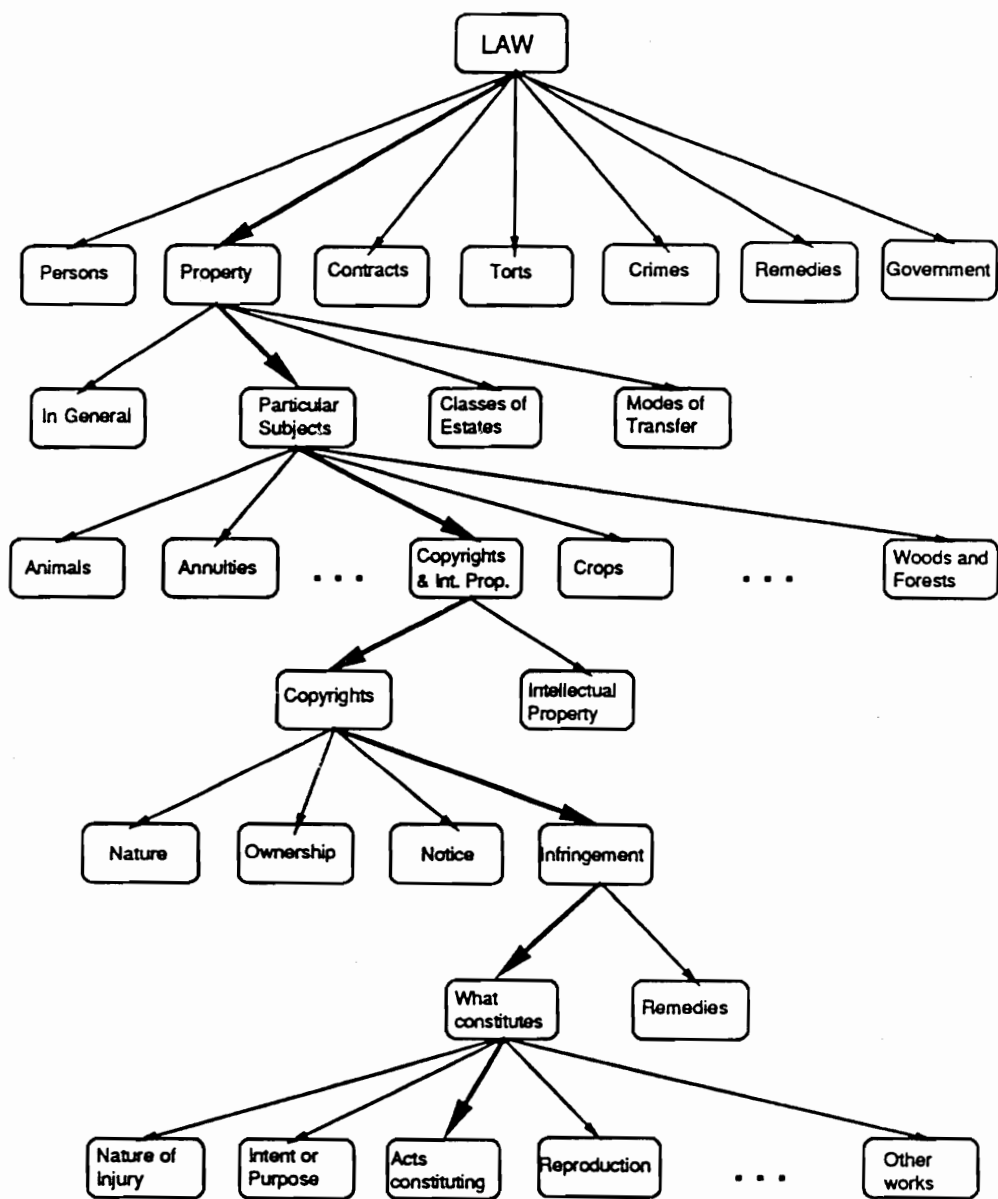 LAW
Persons
Property
Contracts
Torts
Crimes
Remedies
Government
In General
Particular
Subjects
Classes of
Estates
Modes of
Transfer
Animals
Annuities
. . .
Copyrights
& Int. Prop.
Crops
. . .
Woods and
Forests
Copyrights
Intellectual
Property
Nature
Ownership
Notice
Infringement
What
constitutes
Remedies
Nature of
Injury
Intent or
Purpose
Acts
constituting
Reproduction
. . .
Other
works